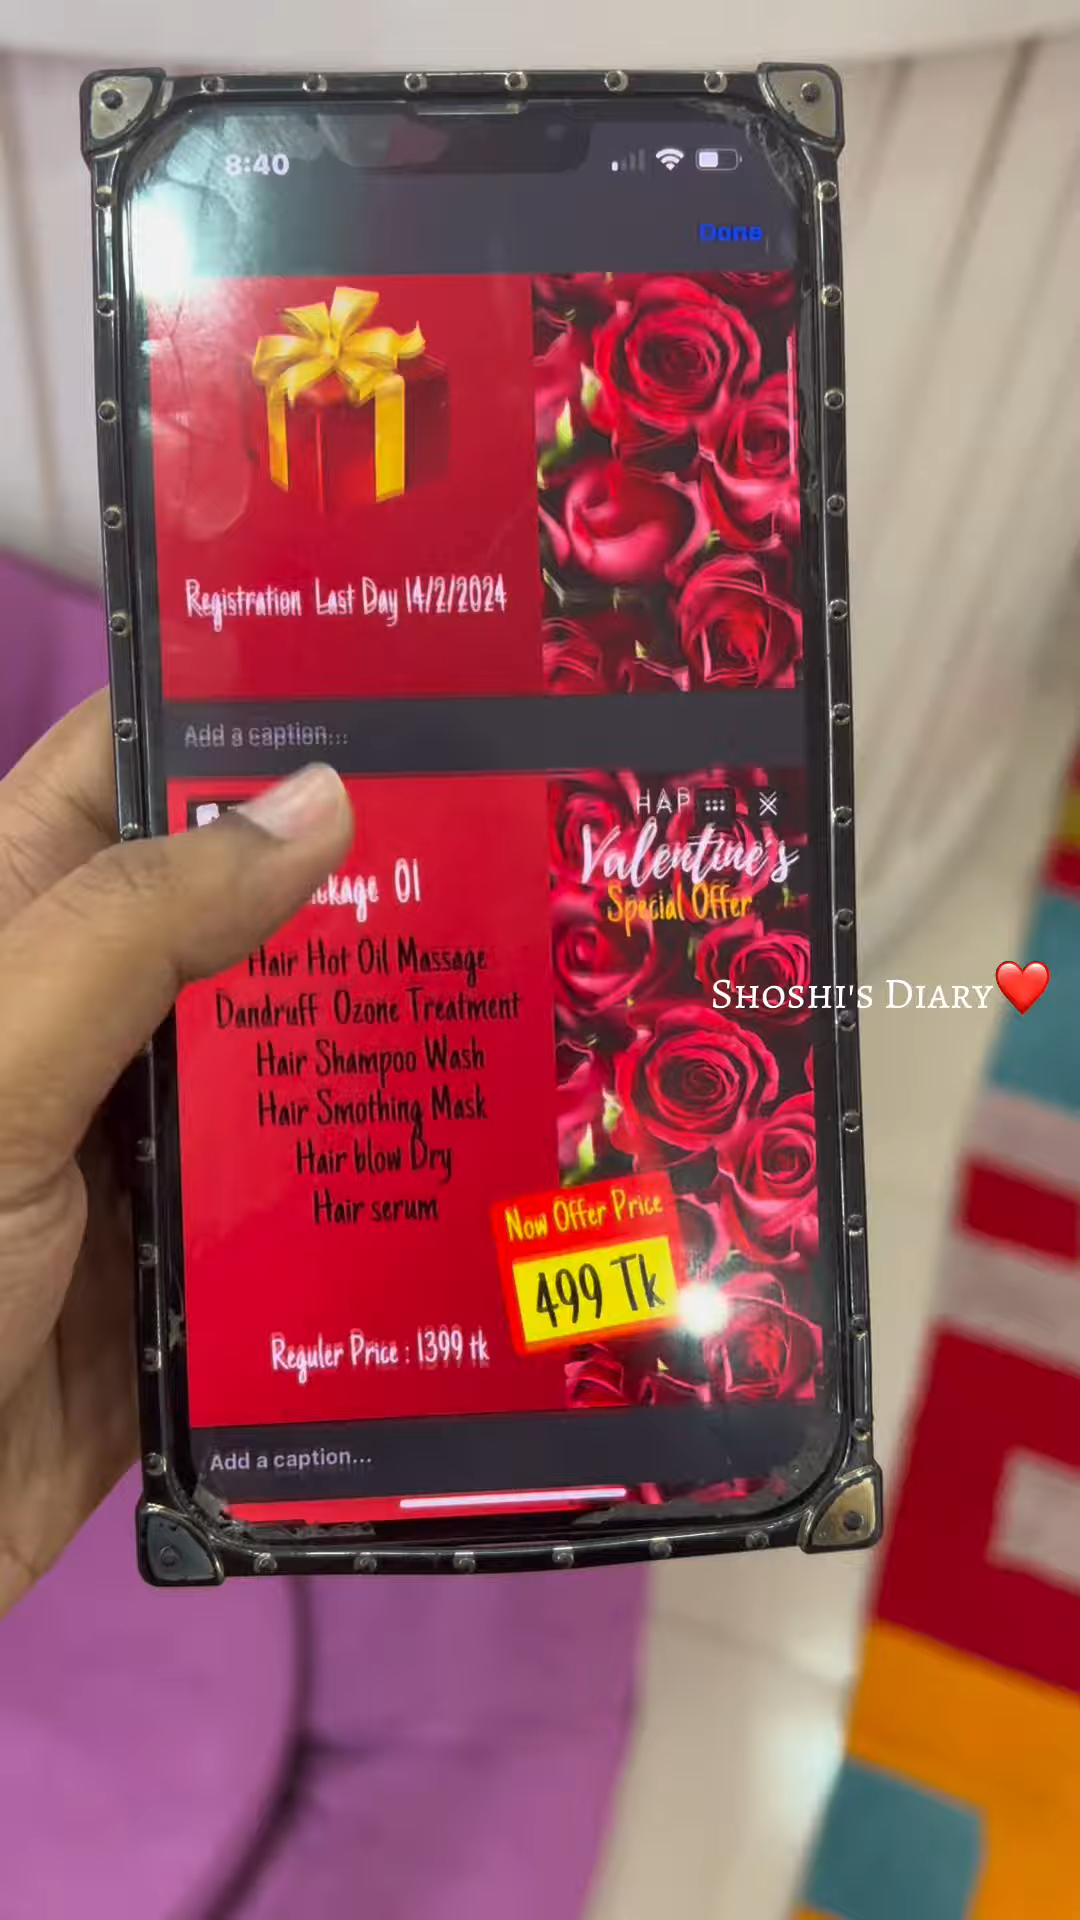 8:40
Done
Registration Last Day 14/2/2024
Add a caption...
01
HAP
Valentine's
Special Offer
Hair Hot Oil Massage
Dandruff Ozone Treatment
Hair Shampoo Wash
Hair Smothing Mask
Hair blow Dry
Hair serum
Now Offer Price
499 Tk
Reguler Price : 1399 tk
Add a caption...
Shoshi's Diary